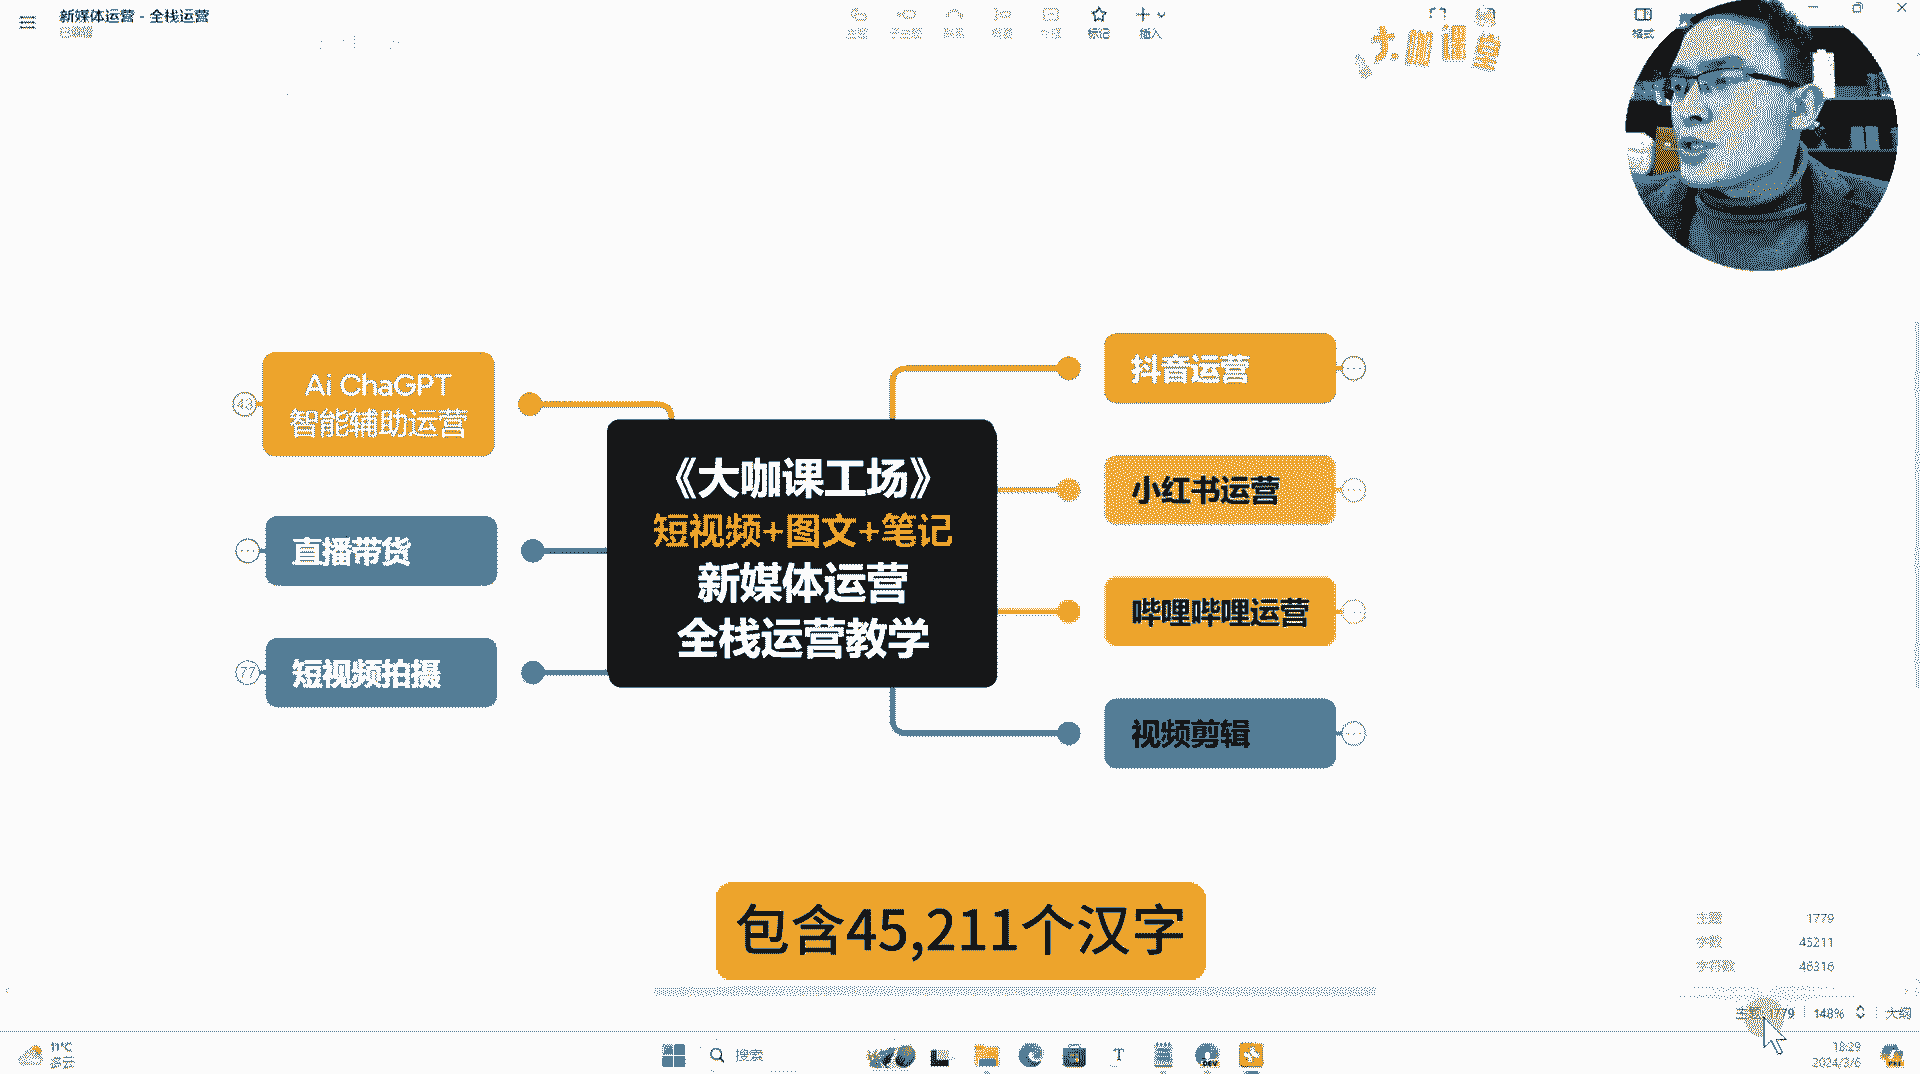 新媒体运营 - 全栈运营
已编辑
标记
插入
格式
大咖课堂
Ai ChaGPT
智能辅助运营
43
直播带货
短视频拍摄
77
《大咖课工场》
短视频+图文+笔记
新媒体运营
全栈运营教学
抖音运营
小红书运营
哔哩哔哩运营
视频剪辑
包含45,211个汉字
主题 1779
字数 45211
字符数 46316
主题 1779
148%
大纲
11°C
多云
搜索
18:29
2024/3/6